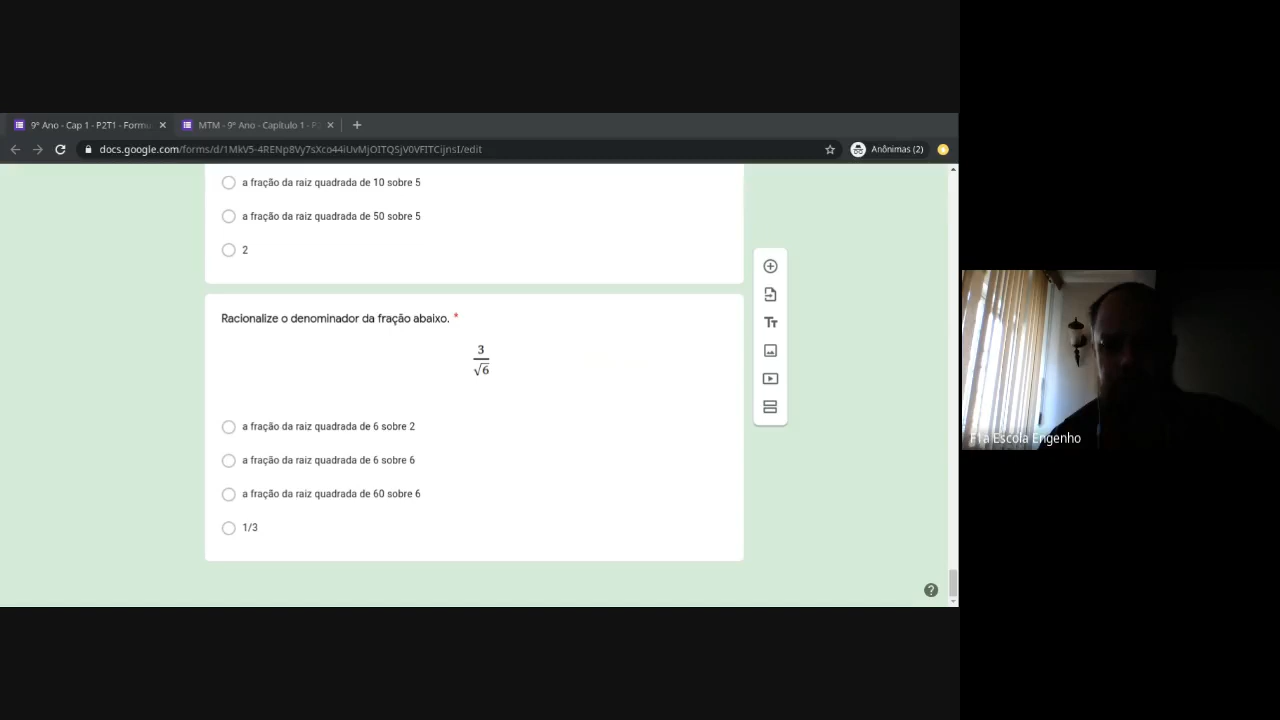 9º Ano - Cap 1 - P2T1 - Formu
MTM - 9º Ano - Capítulo 1 - P
docs.google.com/forms/d/1MkV5-4RENp8Vy7sXco44iUvMjOITQSjV0VFITCijnsI/edit
Anônimas (2)
a fração da raiz quadrada de 10 sobre 5
a fração da raiz quadrada de 50 sobre 5
2
Racionalize o denominador da fração abaixo. *
3
√6
a fração da raiz quadrada de 6 sobre 2
a fração da raiz quadrada de 6 sobre 6
a fração da raiz quadrada de 60 sobre 6
1/3
Escola Engenho